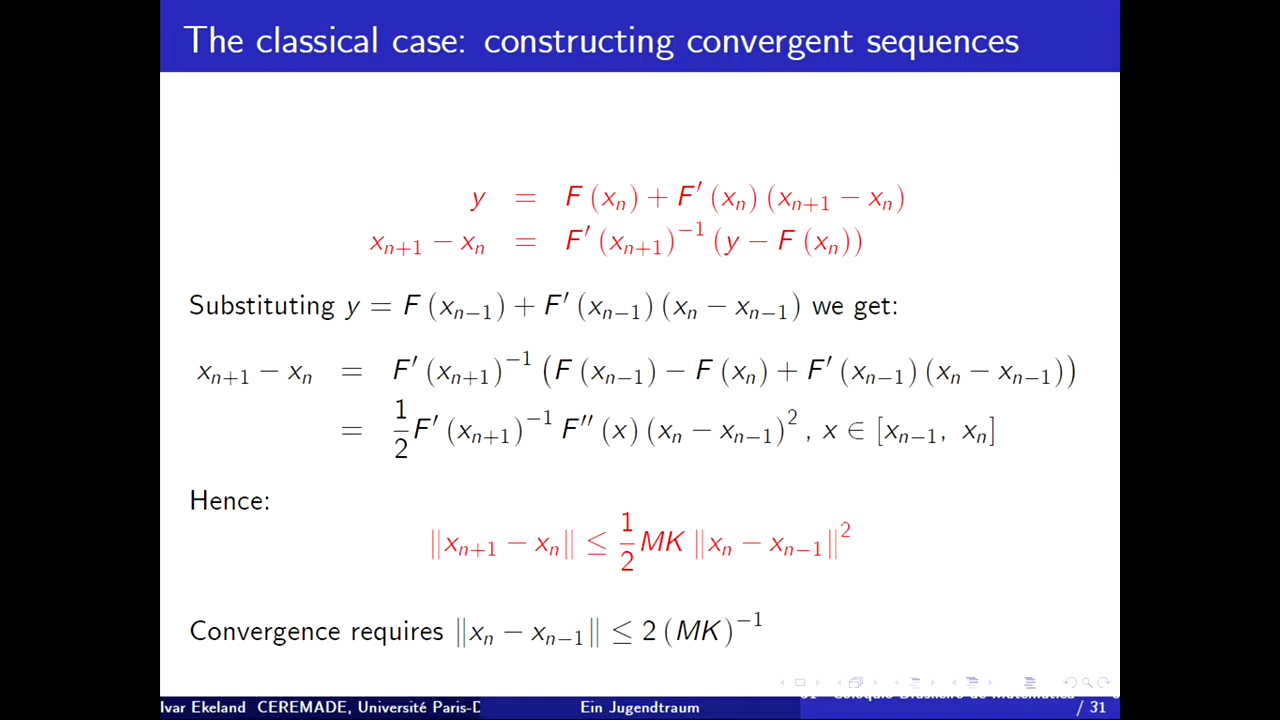 The classical case: constructing convergent sequences
y = F (xₙ) + F′ (xₙ) (xₙ₊₁ − xₙ)
xₙ₊₁ − xₙ = F′ (xₙ₊₁)⁻¹ (y − F (xₙ))
Substituting y = F (xₙ₋₁) + F′ (xₙ₋₁) (xₙ − xₙ₋₁) we get:
xₙ₊₁ − xₙ = F′ (xₙ₊₁)⁻¹ (F (xₙ₋₁) − F (xₙ) + F′ (xₙ₋₁) (xₙ − xₙ₋₁))
= 1/2 F′ (xₙ₊₁)⁻¹ F″ (x) (xₙ − xₙ₋₁)², x ∈ [xₙ₋₁, xₙ]
Hence:
‖xₙ₊₁ − xₙ‖ ≤ 1/2 MK ‖xₙ − xₙ₋₁‖²
Convergence requires ‖xₙ − xₙ₋₁‖ ≤ 2 (MK)⁻¹
Ivar Ekeland CEREMADE, Université Paris-D
Ein Jugendtraum
/ 31